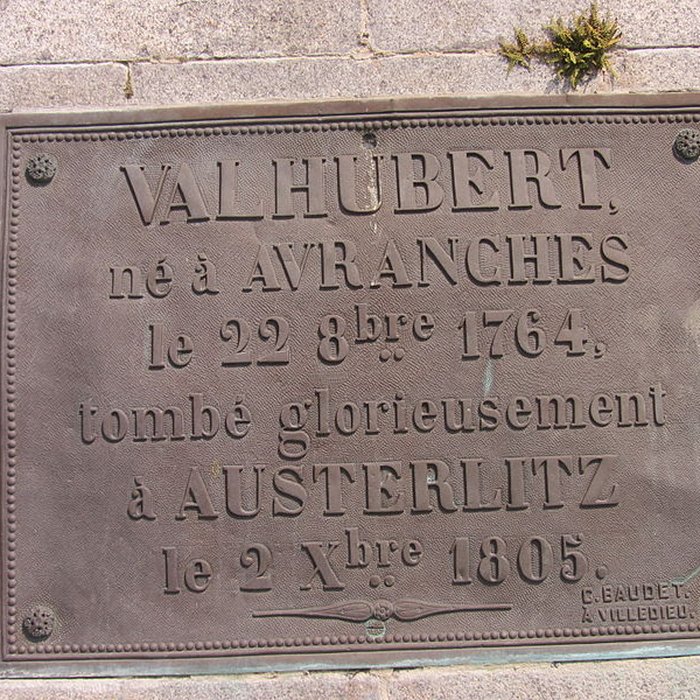 VALHUBERT,
né à AVRANCHES
le 22 8bre 1764,
tombé glorieusement
à AUSTERLITZ
le 2 Xbre 1805.
C. BAUDET.
À VILLEDIEU.